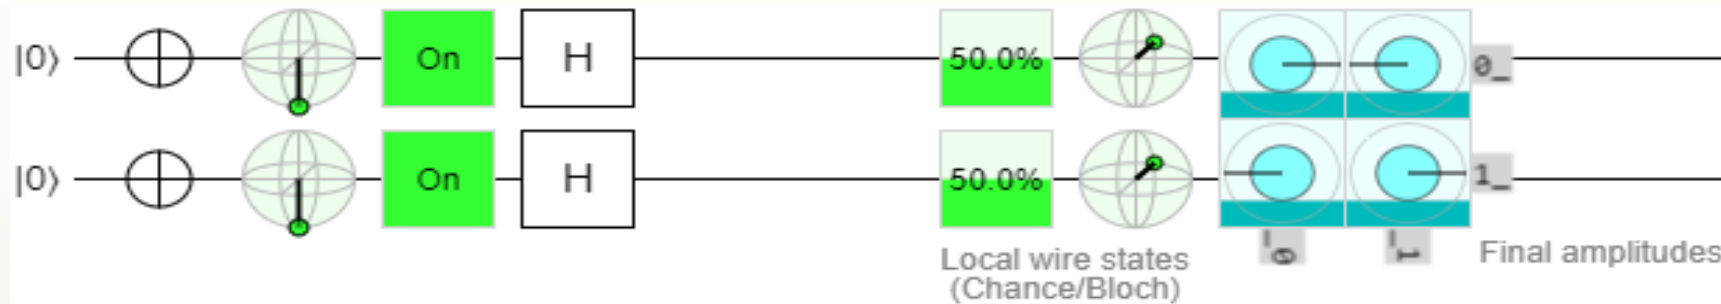 |0⟩ On H 50.0% 0_
|0⟩ On H 50.0% 1_
_0 _1
Local wire states
(Chance/Bloch)
Final amplitudes